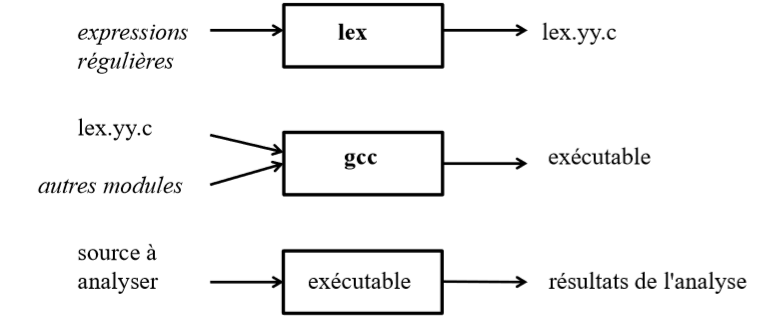 expressions
régulières
lex
lex.yy.c
lex.yy.c
autres modules
gcc
exécutable
source à
analyser
exécutable
résultats de l'analyse